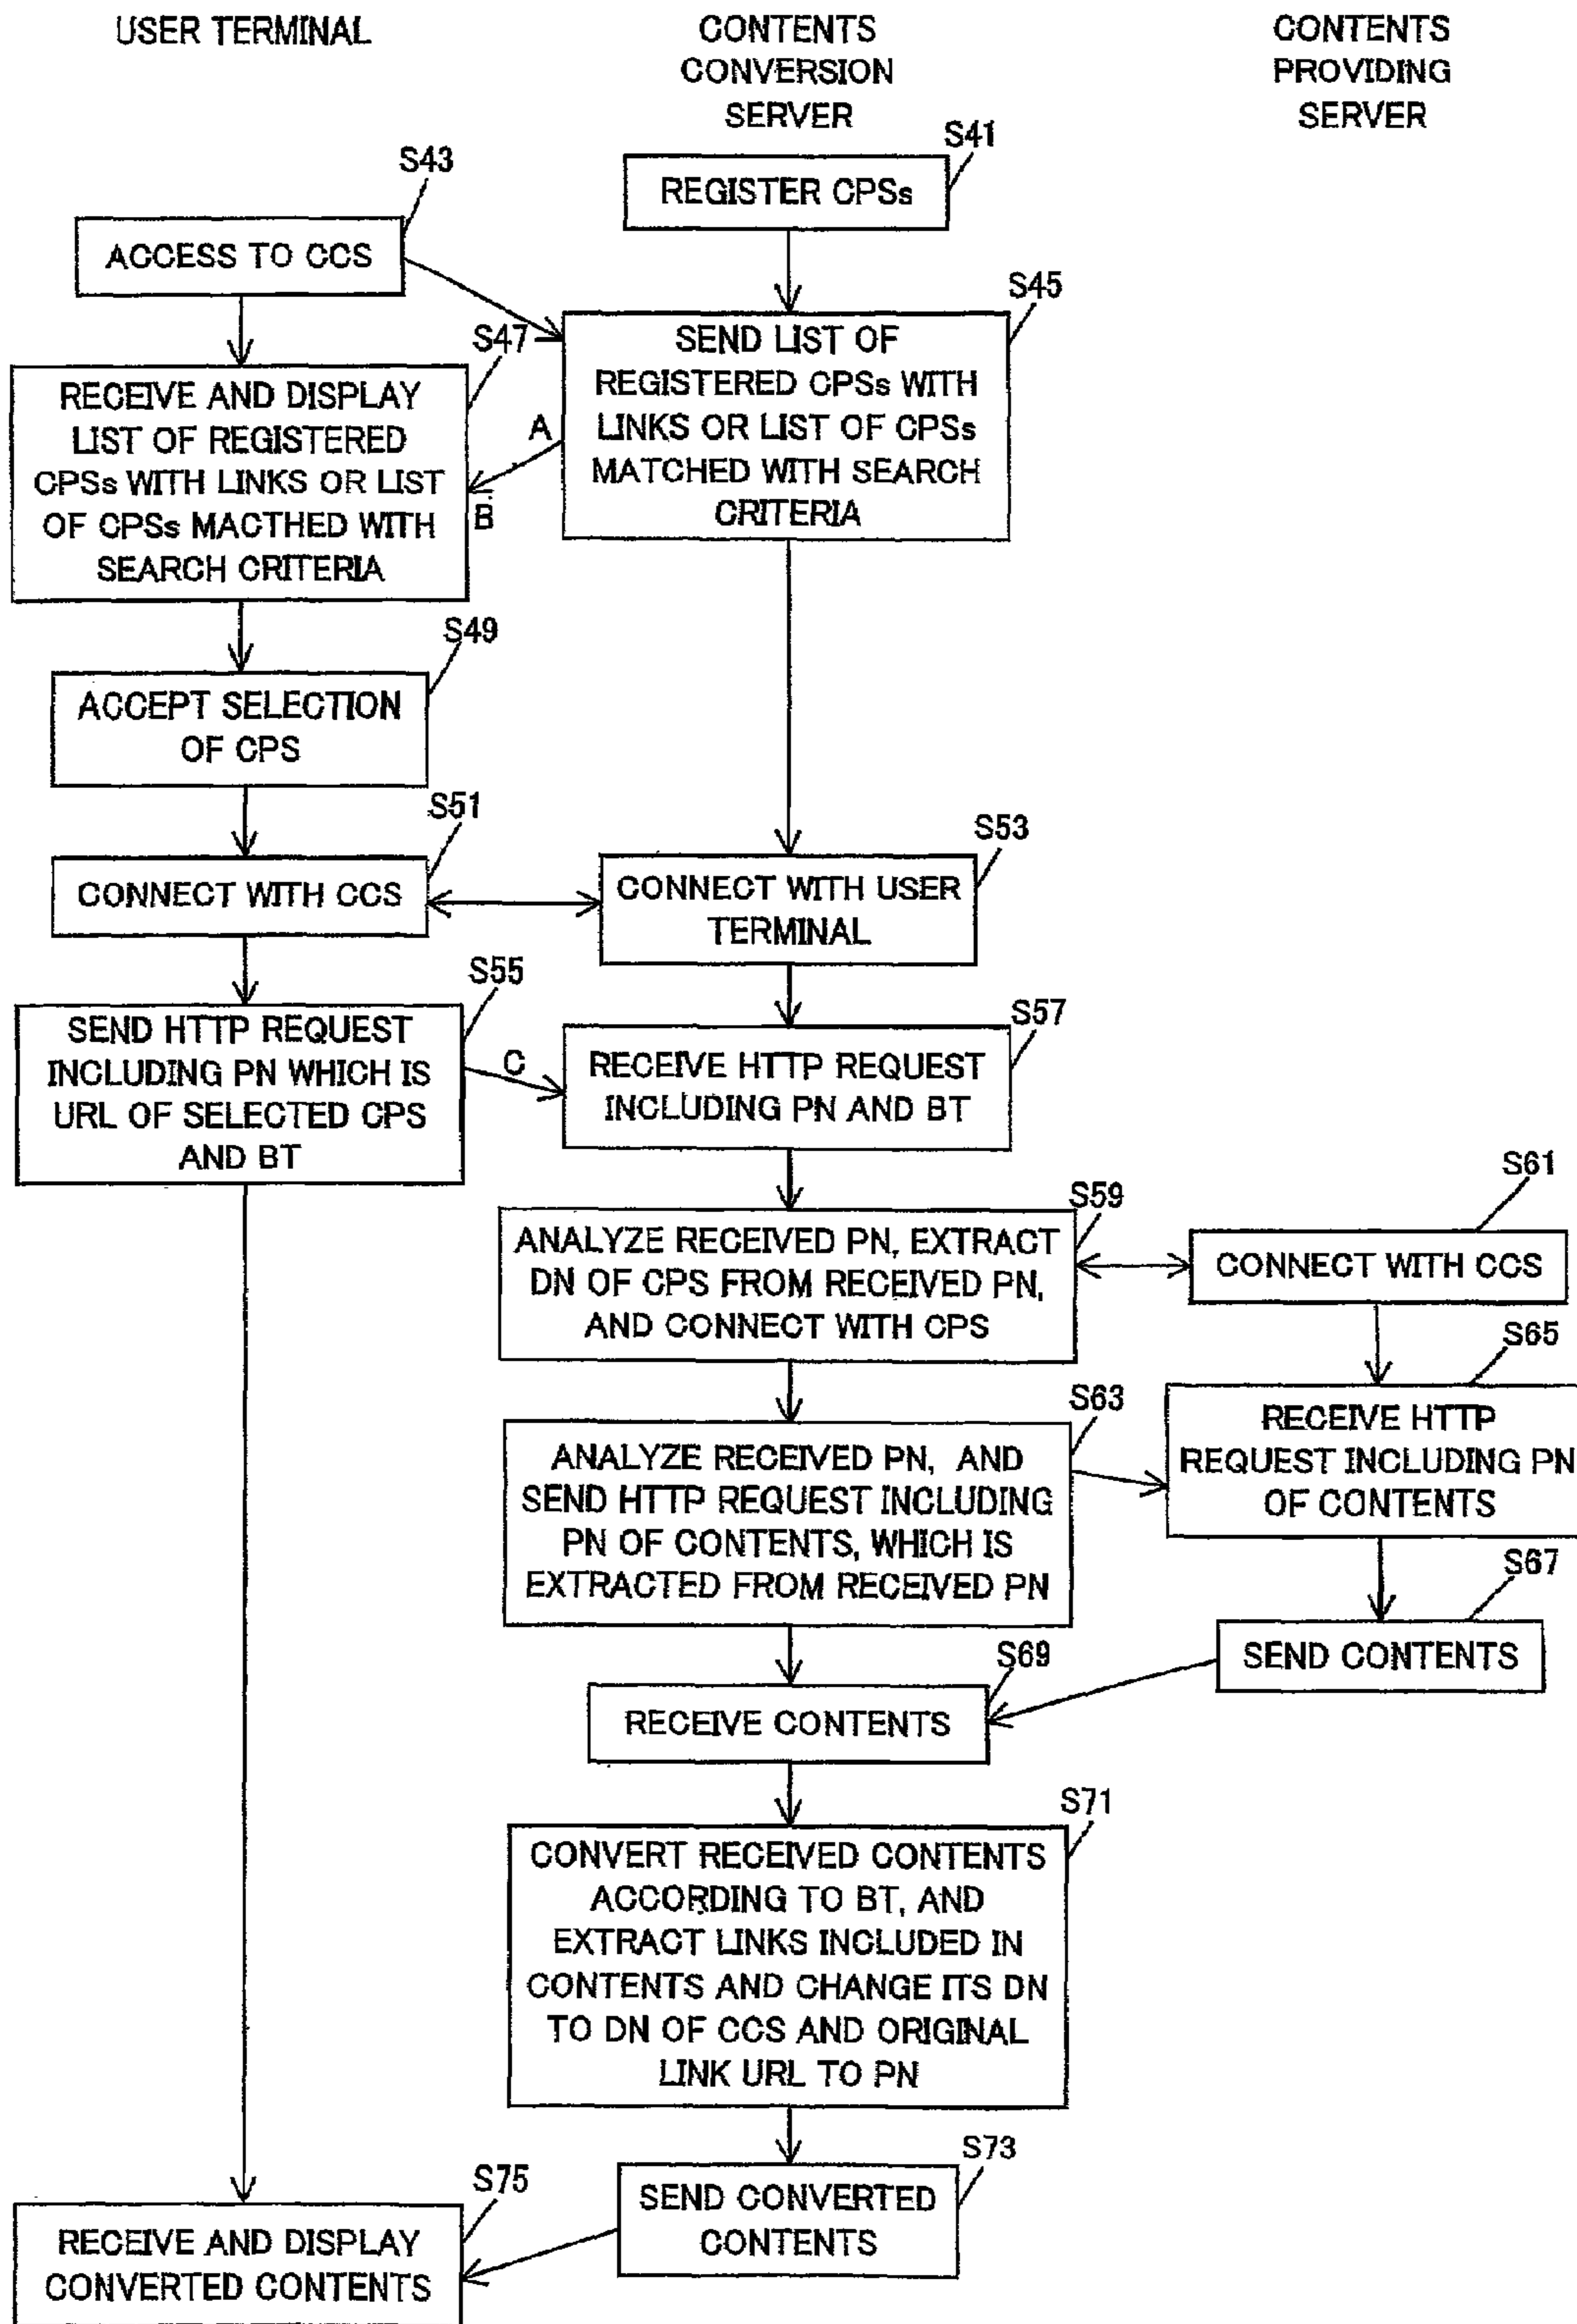 USER TERMINAL
CONTENTS
CONVERSION
SERVER
CONTENTS
PROVIDING
SERVER
S41
REGISTER CPSs
S43
ACCESS TO CCS
S45
SEND LIST OF
REGISTERED CPSs WITH
LINKS OR LIST OF CPSs
MATCHED WITH SEARCH
CRITERIA
S47
RECEIVE AND DISPLAY
LIST OF REGISTERED
CPSs WITH LINKS OR LIST
OF CPSs MACTHED WITH
SEARCH CRITERIA
A
B
S49
ACCEPT SELECTION
OF CPS
S51
CONNECT WITH CCS
S53
CONNECT WITH USER
TERMINAL
S55
SEND HTTP REQUEST
INCLUDING PN WHICH IS
URL OF SELECTED CPS
AND BT
C
S57
RECEIVE HTTP REQUEST
INCLUDING PN AND BT
S59
ANALYZE RECEIVED PN, EXTRACT
DN OF CPS FROM RECEIVED PN,
AND CONNECT WITH CPS
S61
CONNECT WITH CCS
S63
ANALYZE RECEIVED PN, AND
SEND HTTP REQUEST INCLUDING
PN OF CONTENTS, WHICH IS
EXTRACTED FROM RECEIVED PN
S65
RECEIVE HTTP
REQUEST INCLUDING PN
OF CONTENTS
S67
SEND CONTENTS
S69
RECEIVE CONTENTS
S71
CONVERT RECEIVED CONTENTS
ACCORDING TO BT, AND
EXTRACT LINKS INCLUDED IN
CONTENTS AND CHANGE ITS DN
TO DN OF CCS AND ORIGINAL
LINK URL TO PN
S73
SEND CONVERTED
CONTENTS
S75
RECEIVE AND DISPLAY
CONVERTED CONTENTS